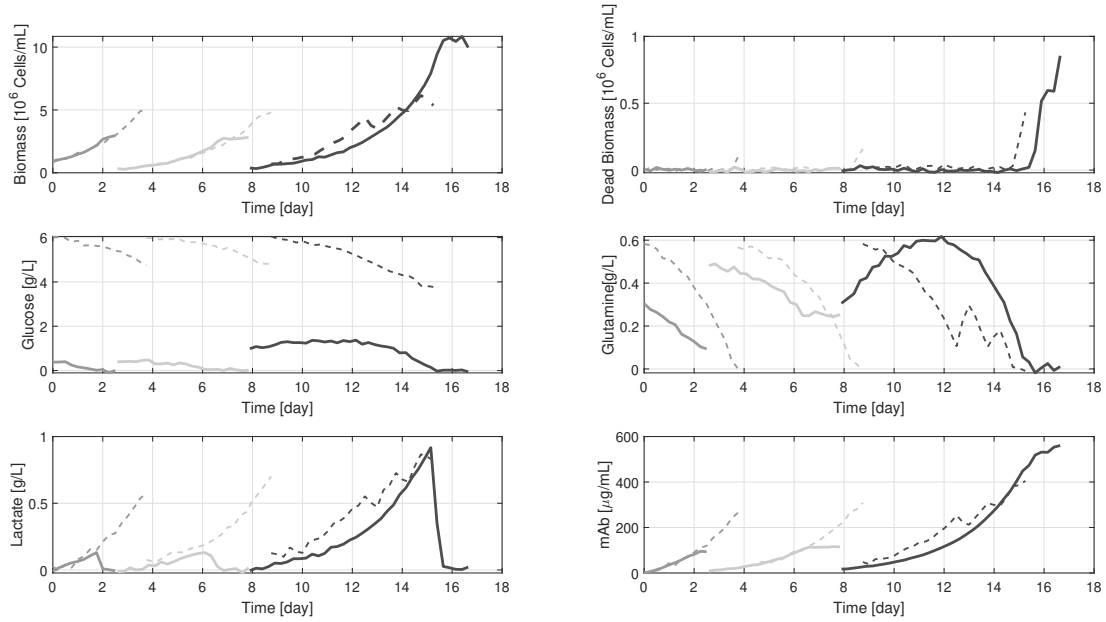 Biomass [10^6 Cells/mL]
10
5
0
0 2 4 6 8 10 12 14 16 18
Time [day]
Dead Biomass [10^6 Cells/mL]
1
0.5
0
0 2 4 6 8 10 12 14 16 18
Time [day]
Glucose [g/L]
6
4
2
0
0 2 4 6 8 10 12 14 16 18
Time [day]
Glutamine[g/L]
0.6
0.4
0.2
0
0 2 4 6 8 10 12 14 16 18
Time [day]
Lactate [g/L]
1
0.5
0
0 2 4 6 8 10 12 14 16 18
Time [day]
mAb [μg/mL]
600
400
200
0
0 2 4 6 8 10 12 14 16 18
Time [day]